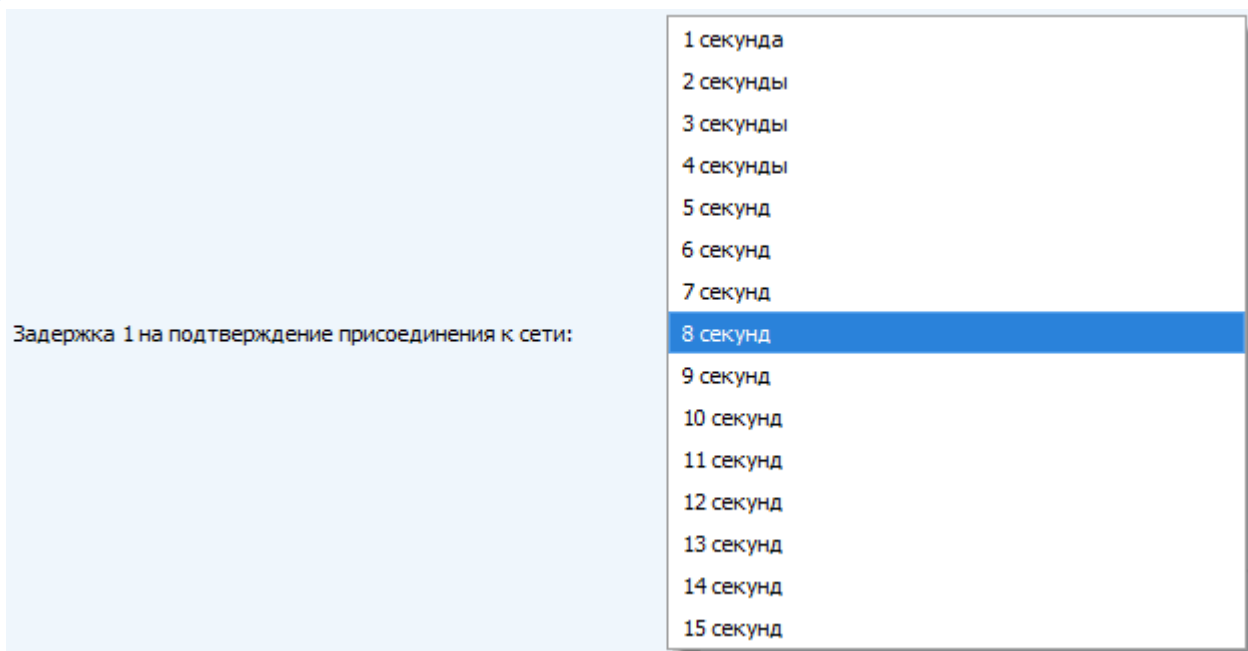 Задержка 1 на подтверждение присоединения к сети:
1 секунда
2 секунды
3 секунды
4 секунды
5 секунд
6 секунд
7 секунд
8 секунд
9 секунд
10 секунд
11 секунд
12 секунд
13 секунд
14 секунд
15 секунд